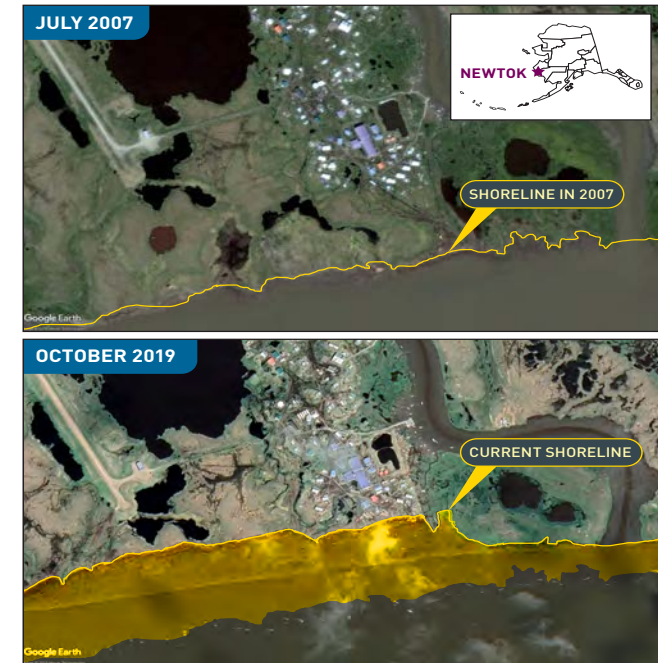 JULY 2007
NEWTOK
SHORELINE IN 2007
Google Earth
OCTOBER 2019
CURRENT SHORELINE
Google Earth